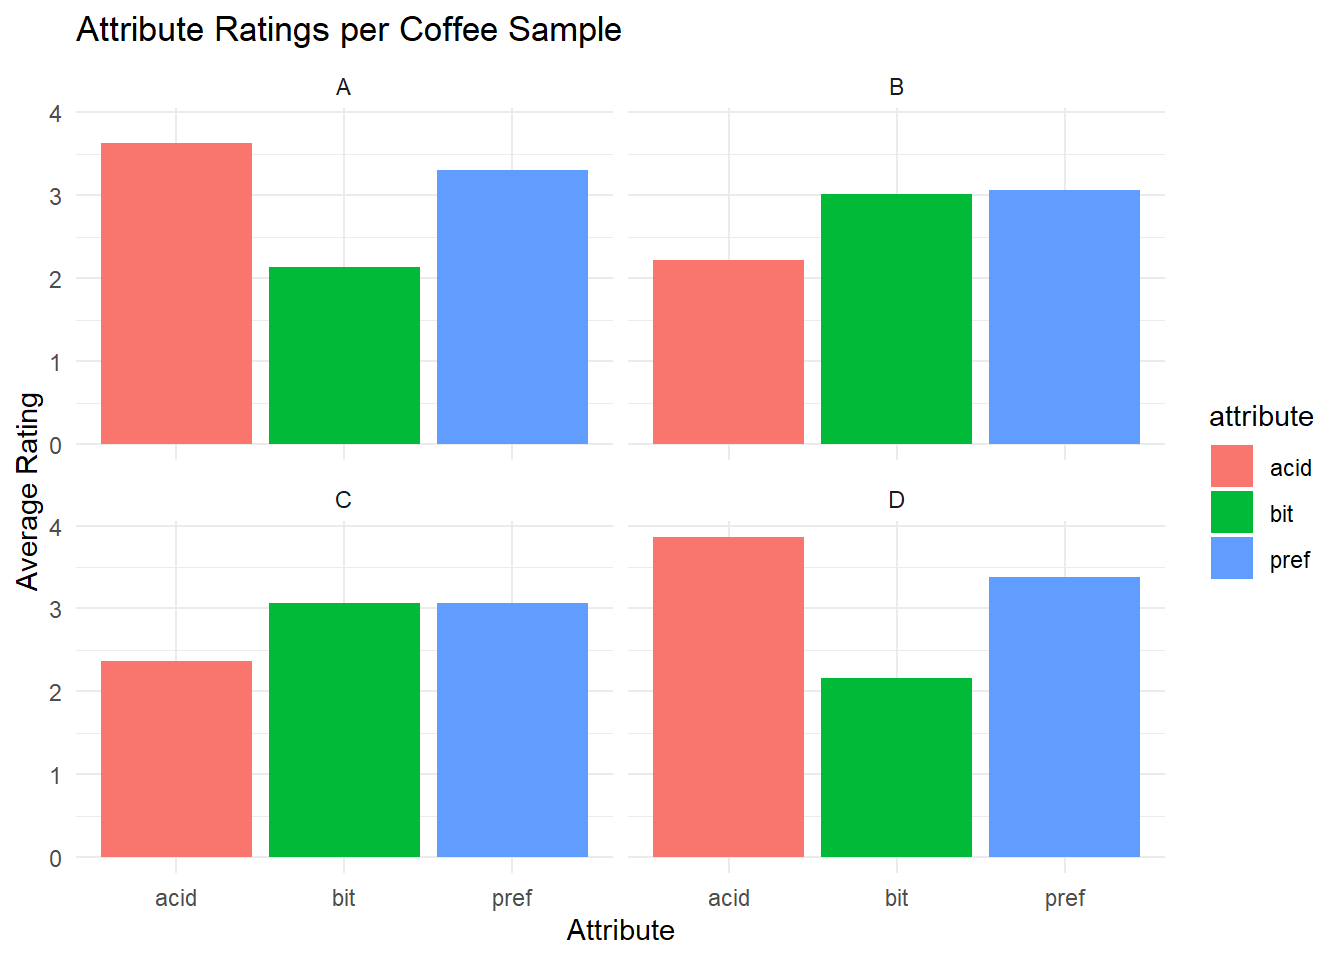 Attribute Ratings per Coffee Sample
A
B
4
3
2
1
0
C
D
4
3
2
1
0
acid
bit
pref
acid
bit
pref
Attribute
Average Rating
attribute
acid
bit
pref